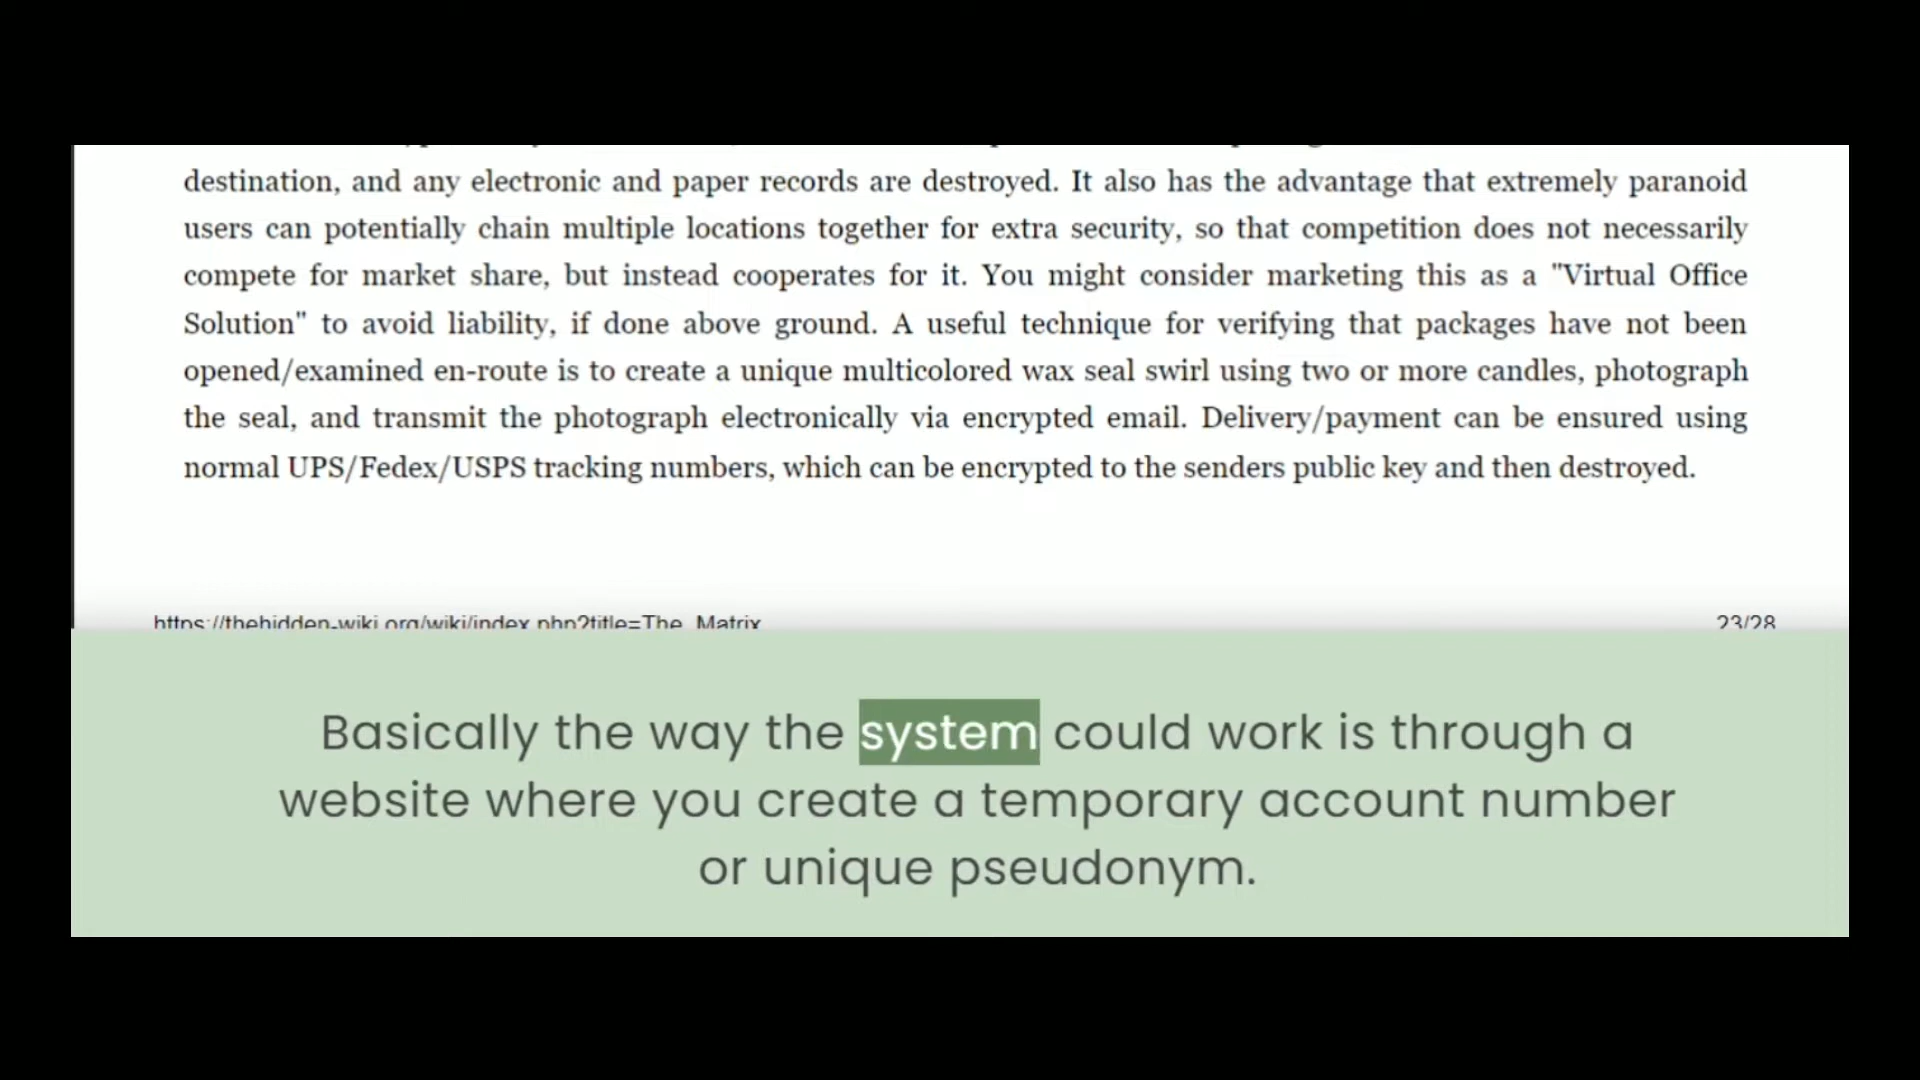 destination, and any electronic and paper records are destroyed. It also has the advantage that extremely paranoid
users can potentially chain multiple locations together for extra security, so that competition does not necessarily
compete for market share, but instead cooperates for it. You might consider marketing this as a "Virtual Office
Solution" to avoid liability, if done above ground. A useful technique for verifying that packages have not been
opened/examined en-route is to create a unique multicolored wax seal swirl using two or more candles, photograph
the seal, and transmit the photograph electronically via encrypted email. Delivery/payment can be ensured using
normal UPS/Fedex/USPS tracking numbers, which can be encrypted to the senders public key and then destroyed.
https://thehidden-wiki.org/wiki/index.php?title=The_Matrix 23/28
Basically the way the system could work is through a
website where you create a temporary account number
or unique pseudonym.